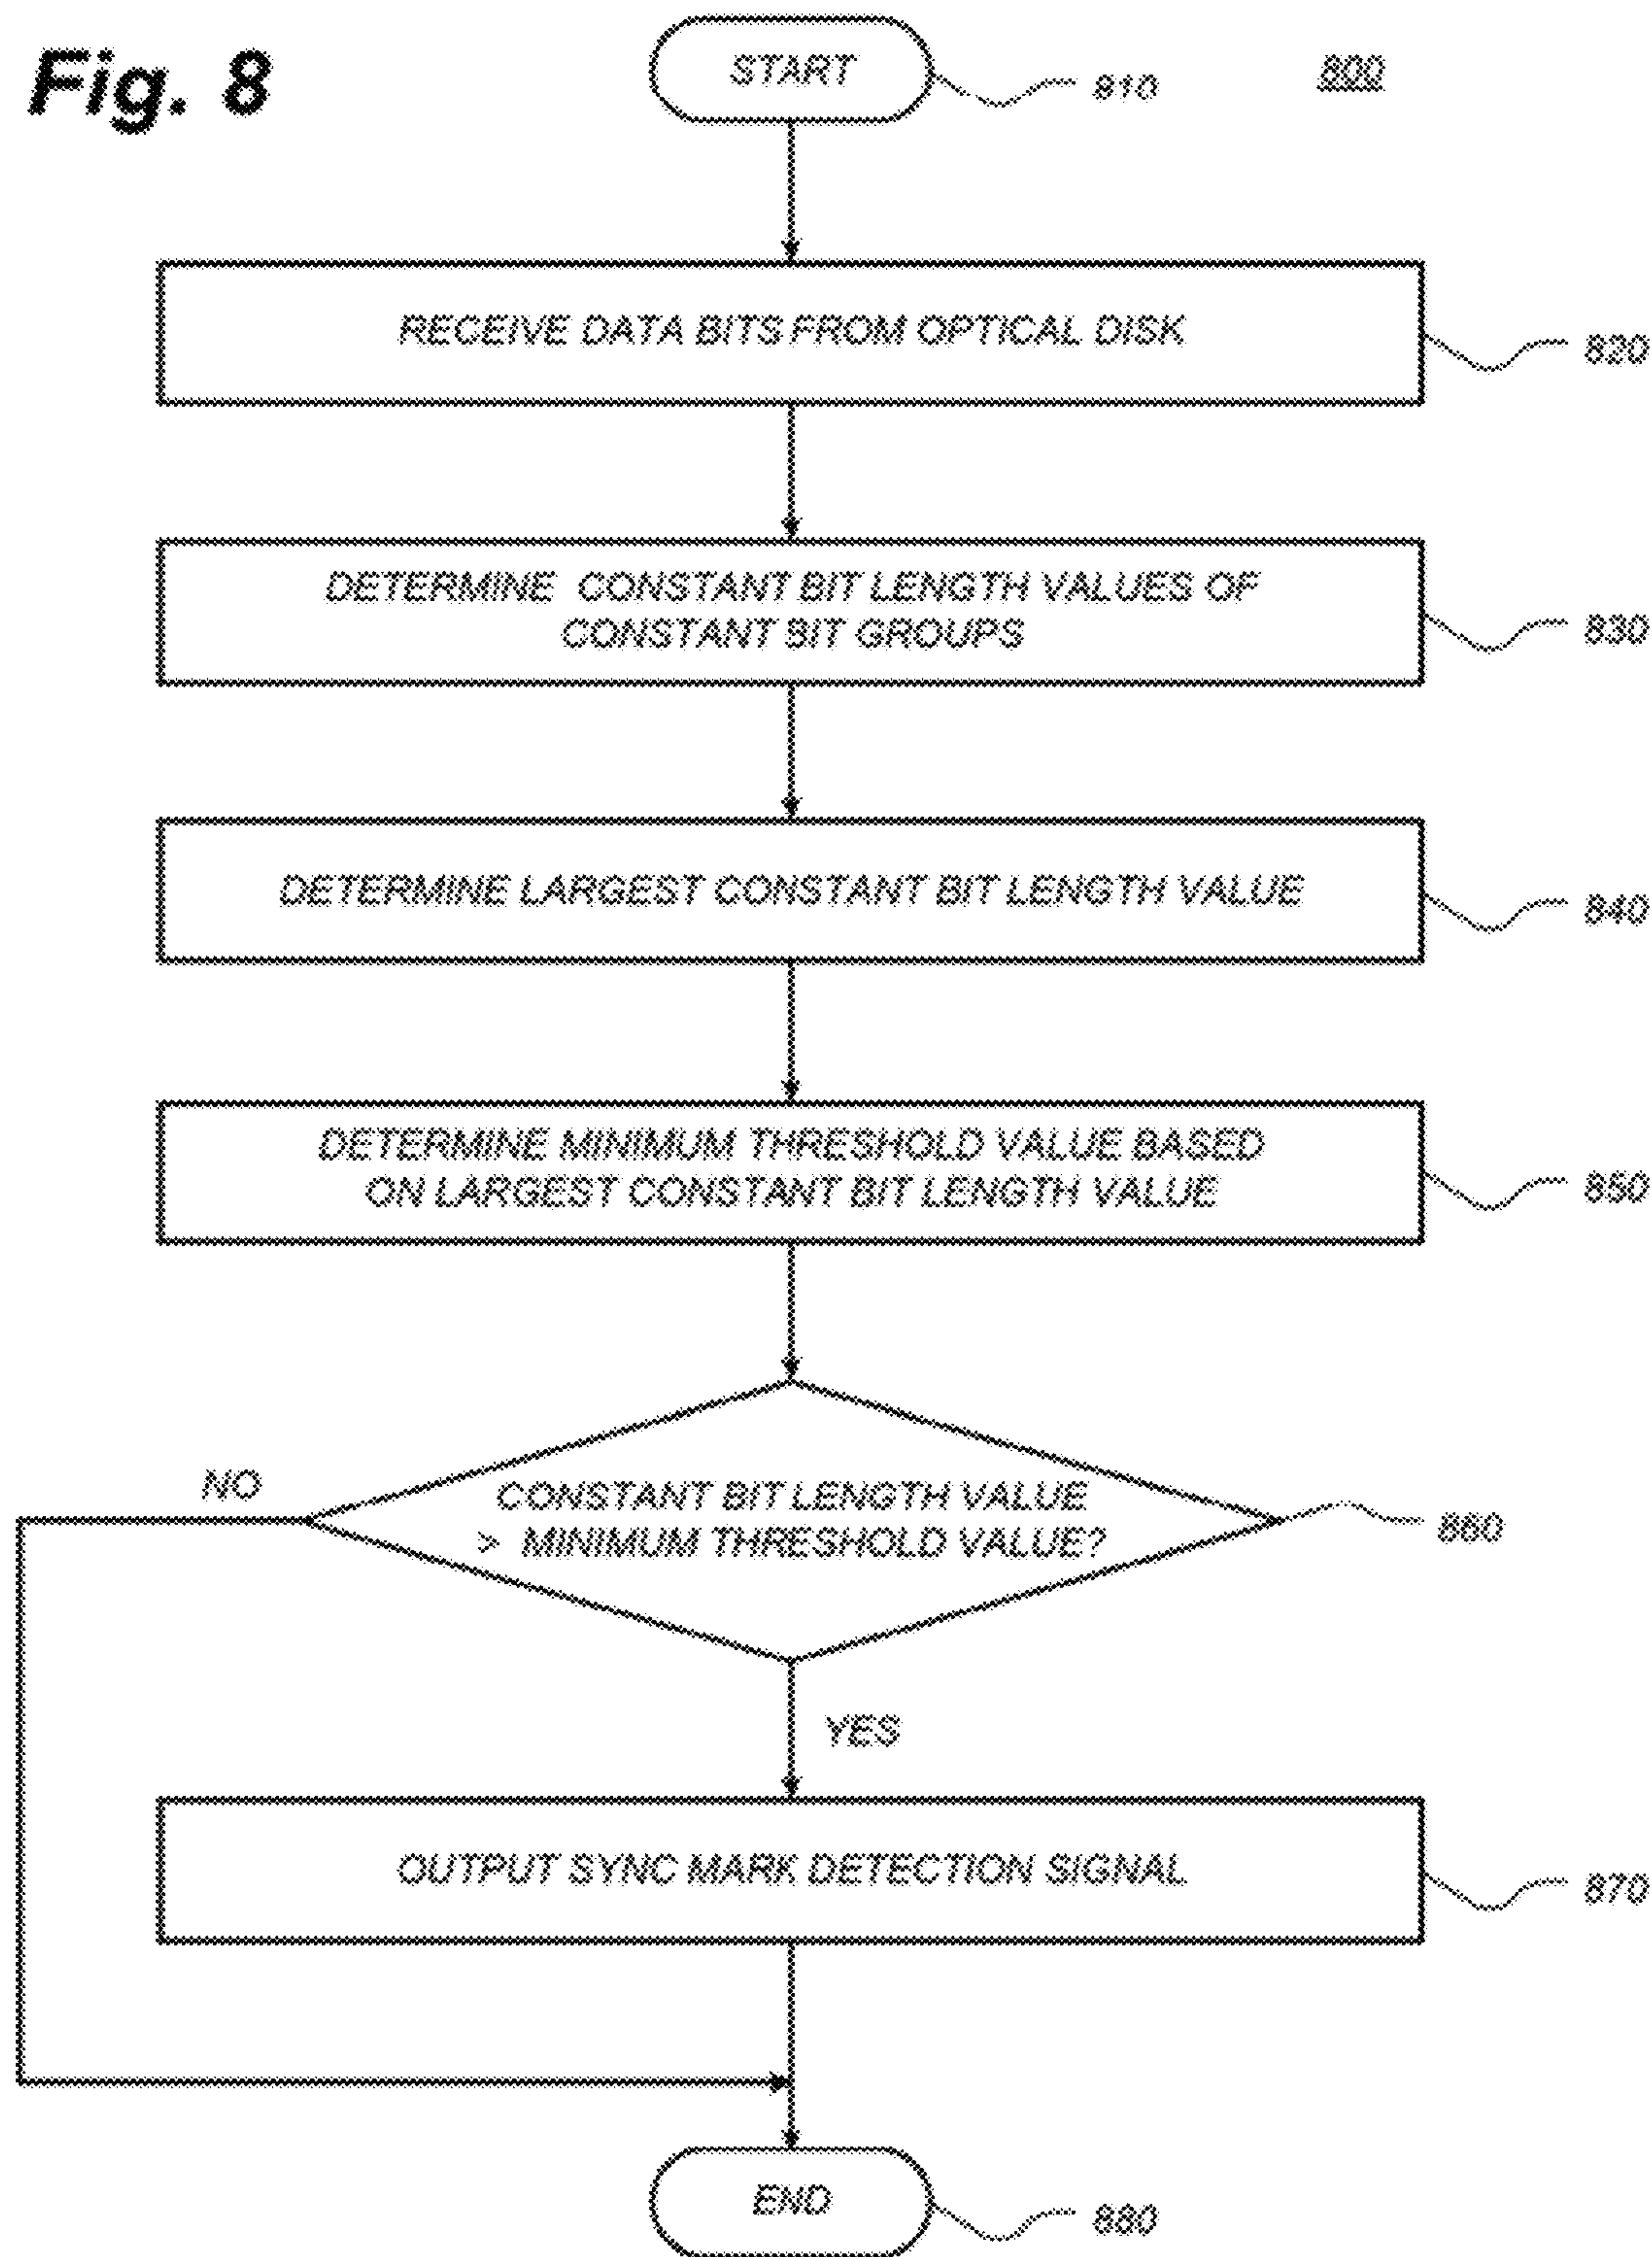 Fig. 8
START
810
800
RECEIVE DATA BITS FROM OPTICAL DISK
820
DETERMINE CONSTANT BIT LENGTH VALUES OF
CONSTANT BIT GROUPS
830
DETERMINE LARGEST CONSTANT BIT LENGTH VALUE
840
DETERMINE MINIMUM THRESHOLD VALUE BASED
ON LARGEST CONSTANT BIT LENGTH VALUE
850
NO
CONSTANT BIT LENGTH VALUE
> MINIMUM THRESHOLD VALUE?
860
YES
OUTPUT SYNC MARK DETECTION SIGNAL
870
END
880